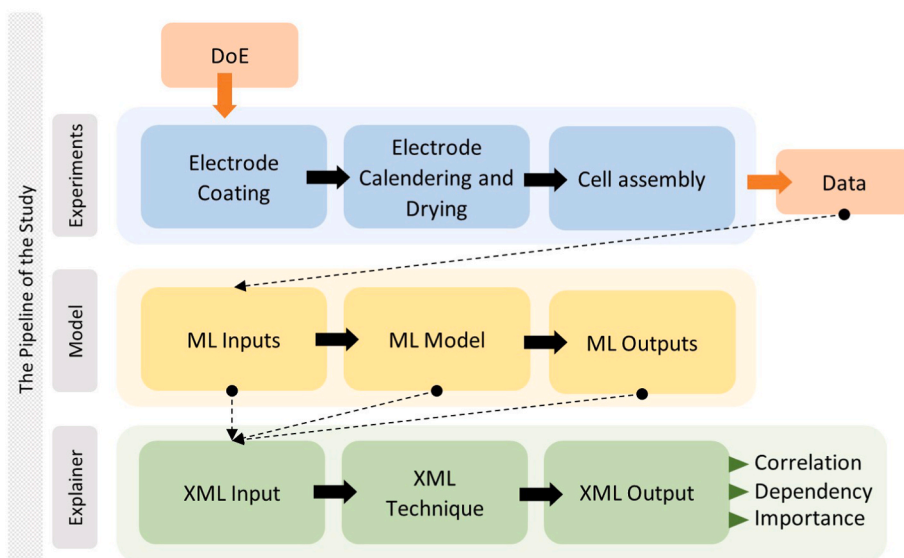 The Pipeline of the Study
DoE
Experiments
Electrode
Coating
Electrode
Calendering and
Drying
Cell assembly
Data
Model
ML Inputs
ML Model
ML Outputs
Explainer
XML Input
XML
Technique
XML Output
Correlation
Dependency
Importance